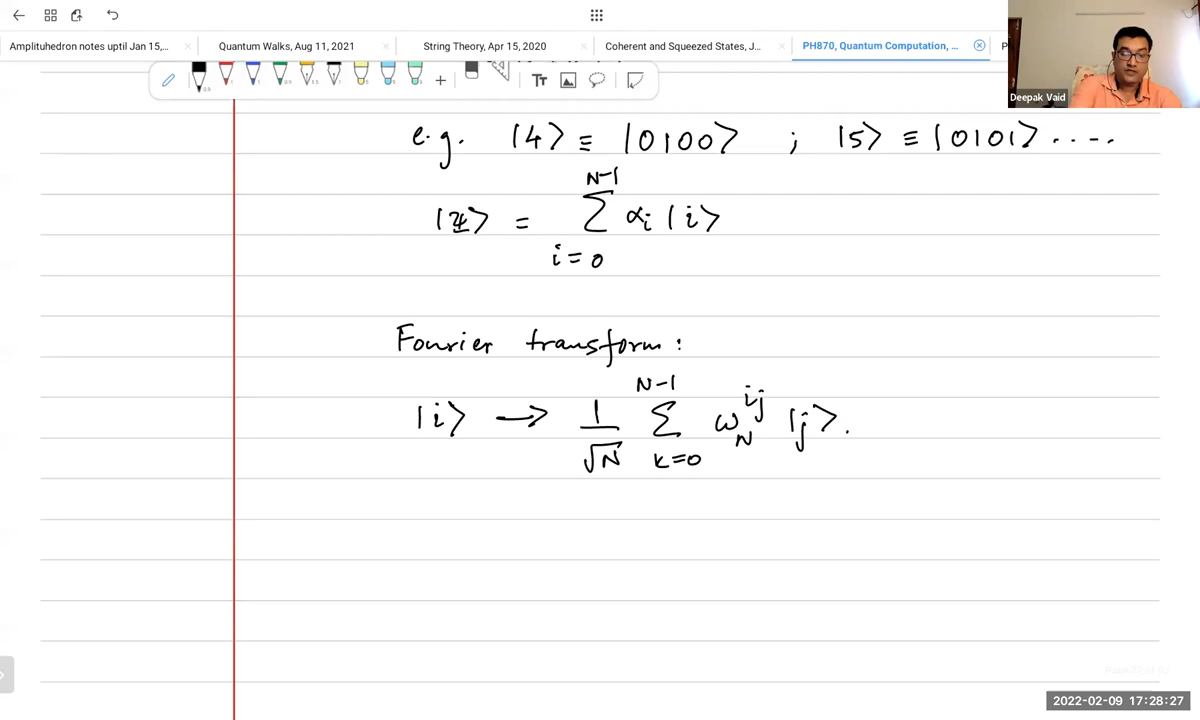 Amplituhedron notes uptil Jan 15,...
Quantum Walks, Aug 11, 2021
String Theory, Apr 15, 2020
Coherent and Squeezed States, J...
PH870, Quantum Computation, ...
P
Deepak Vaid
Tт
e.g. |4⟩ ≡ |0100⟩ ; |5⟩ ≡ |0101⟩ ....
N-1
|Ψ⟩ = ∑ αᵢ |i⟩
i = 0
Fourier transform:
N-1
|i⟩ → 1/√N ∑ ω_N^{ij} |j⟩.
k=0
2022-02-09 17:28:27